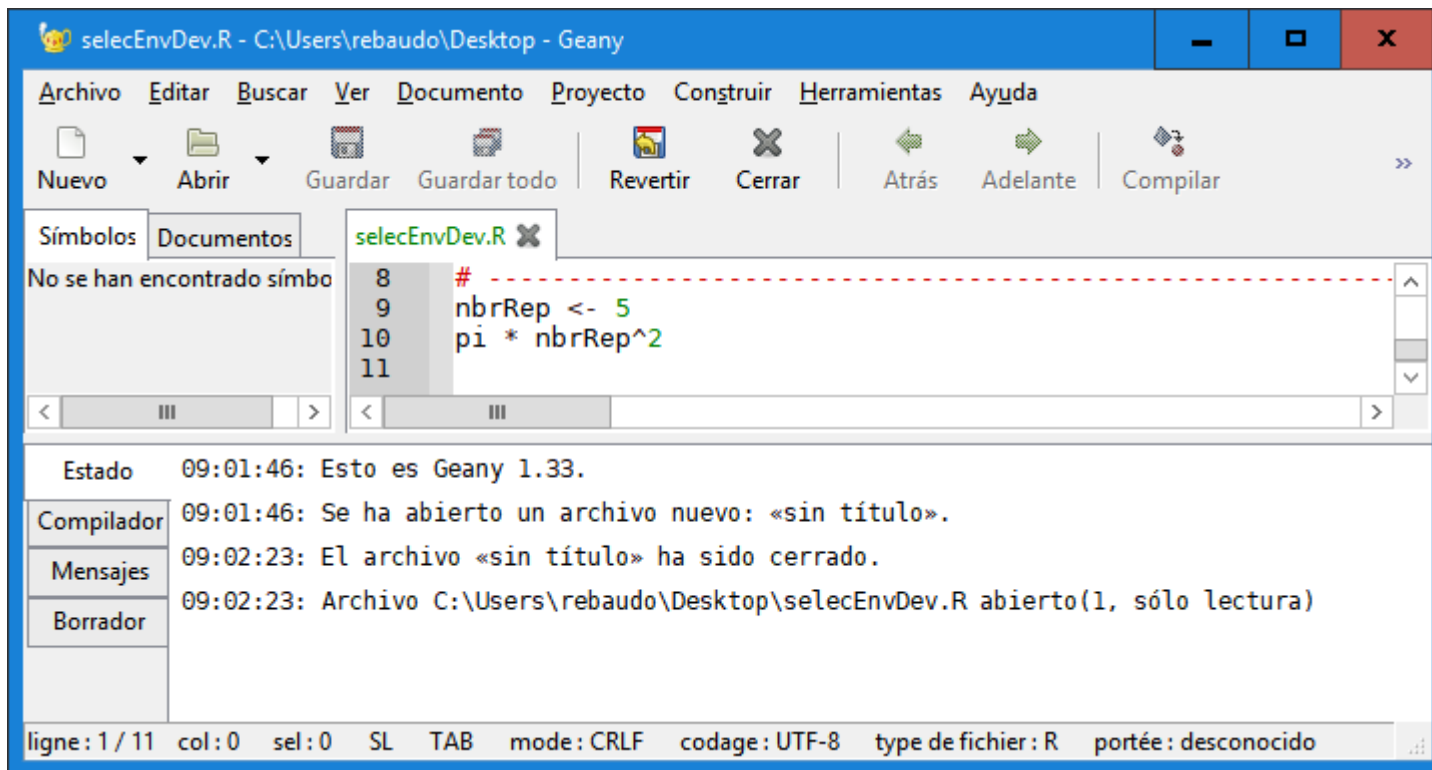 selecEnvDev.R - C:\Users\rebaudo\Desktop - Geany
Archivo Editar Buscar Ver Documento Proyecto Construir Herramientas Ayuda
Nuevo Abrir Guardar Guardar todo Revertir Cerrar Atrás Adelante Compilar »
Símbolos Documentos selecEnvDev.R
No se han encontrado símbo
8 # - - - - - - - - - - - - - - - - - - - - - - - - - - - - - - - - - - - - - - - - - - - - - - - - - - - - - - - - -
9 nbrRep <- 5
10 pi * nbrRep^2
11
Estado 09:01:46: Esto es Geany 1.33.
Compilador 09:01:46: Se ha abierto un archivo nuevo: «sin título».
Mensajes 09:02:23: El archivo «sin título» ha sido cerrado.
Borrador 09:02:23: Archivo C:\Users\rebaudo\Desktop\selecEnvDev.R abierto(1, sólo lectura)
ligne : 1 / 11 col : 0 sel : 0 SL TAB mode : CRLF codage : UTF-8 type de fichier : R portée : desconocido